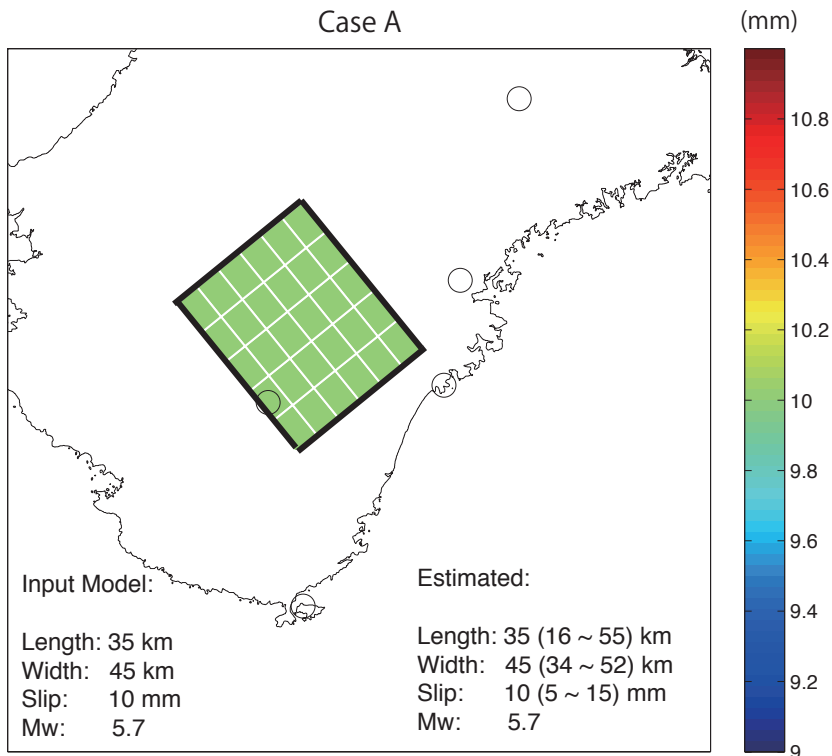 Case A
(mm)
10.8
10.6
10.4
10.2
10
9.8
9.6
9.4
9.2
9
Input Model:
Length: 35 km
Width: 45 km
Slip: 10 mm
Mw: 5.7
Estimated:
Length: 35 (16 ~ 55) km
Width: 45 (34 ~ 52) km
Slip: 10 (5 ~ 15) mm
Mw: 5.7